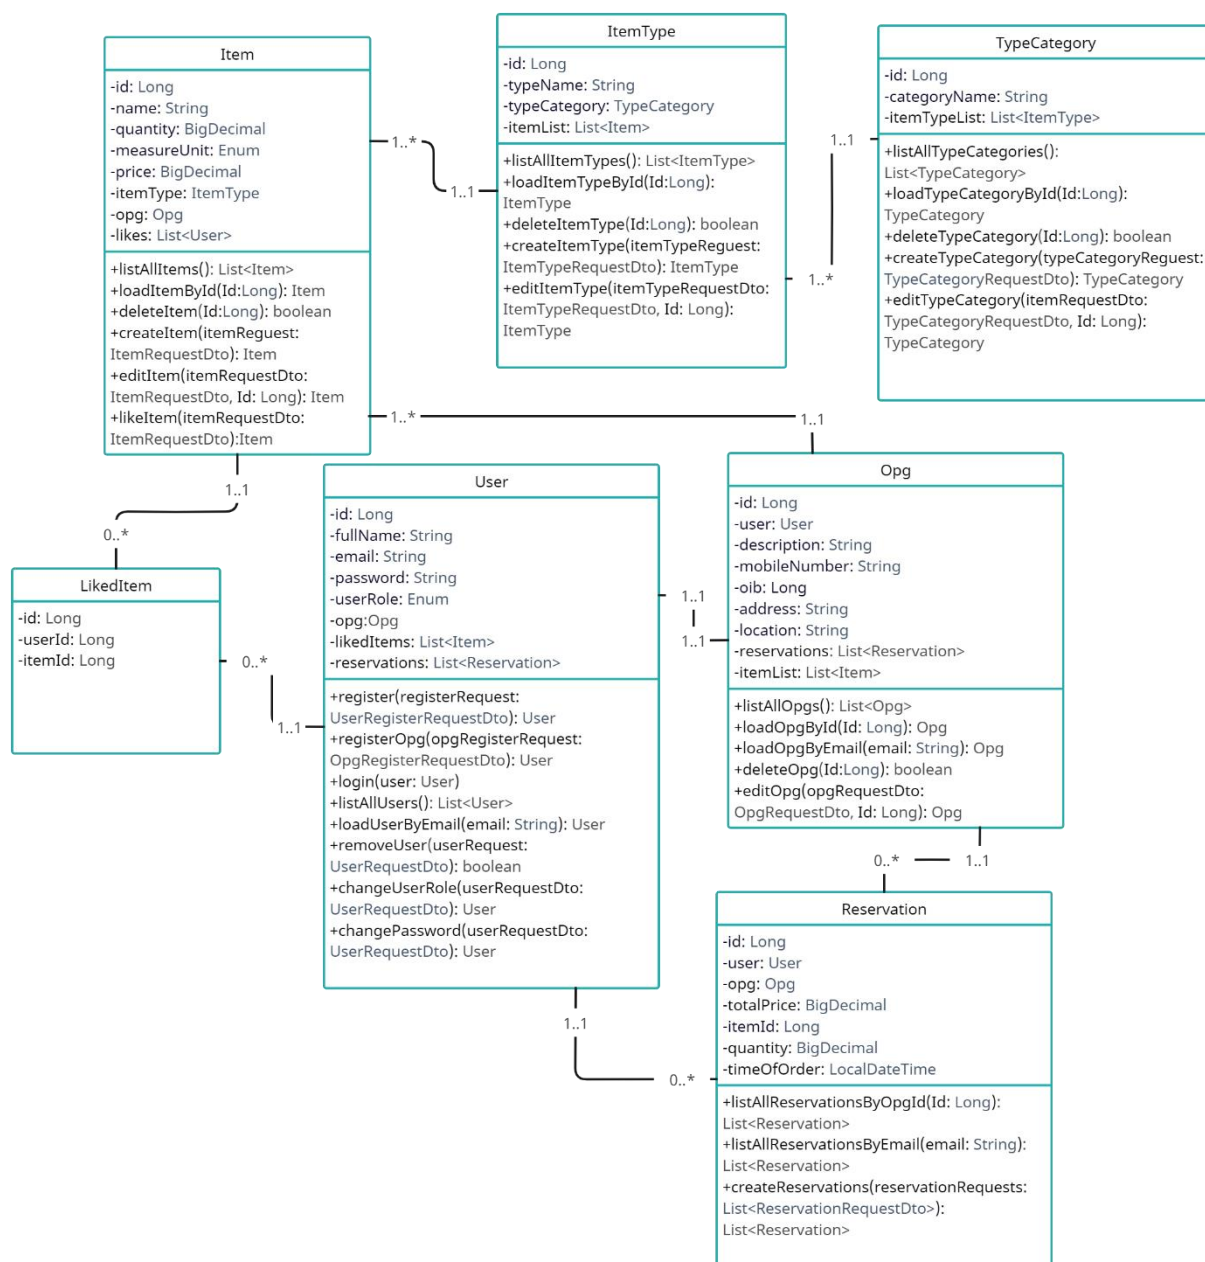 Item
-id: Long
-name: String
-quantity: BigDecimal
-measureUnit: Enum
-price: BigDecimal
-itemType: ItemType
-opg: Opg
-likes: List<User>
+listAllItems(): List<Item>
+loadItemById(Id:Long): Item
+deleteItem(Id:Long): boolean
+createItem(itemReguest:
ItemRequestDto): Item
+editItem(itemRequestDto:
ItemRequestDto, Id: Long): Item
+likeItem(itemRequestDto:
ItemRequestDto):Item
1..*
1..1
ItemType
-id: Long
-typeName: String
-typeCategory: TypeCategory
-itemList: List<Item>
+listAllItemTypes(): List<ItemType>
+loadItemTypeById(Id:Long):
ItemType
+deleteItemType(Id:Long): boolean
+createItemType(itemTypeReguest:
ItemTypeRequestDto): ItemType
+editItemType(itemTypeRequestDto:
ItemTypeRequestDto, Id: Long):
ItemType
1..1
1..*
TypeCategory
-id: Long
-categoryName: String
-itemTypeList: List<ItemType>
+listAllTypeCategories():
List<TypeCategory>
+loadTypeCategoryById(Id:Long):
TypeCategory
+deleteTypeCategory(Id:Long): boolean
+createTypeCategory(typeCategoryReguest:
TypeCategoryRequestDto): TypeCategory
+editTypeCategory(itemRequestDto:
TypeCategoryRequestDto, Id: Long):
TypeCategory
1..*
1..1
1..1
0..*
LikedItem
-id: Long
-userId: Long
-itemId: Long
0..*
1..1
User
-id: Long
-fullName: String
-email: String
-password: String
-userRole: Enum
-opg:Opg
-likedItems: List<Item>
-reservations: List<Reservation>
+register(registerRequest:
UserRegisterRequestDto): User
+registerOpg(opgRegisterRequest:
OpgRegisterRequestDto): User
+login(user: User)
+listAllUsers(): List<User>
+loadUserByEmail(email: String): User
+removeUser(userRequest:
UserRequestDto): boolean
+changeUserRole(userRequestDto:
UserRequestDto): User
+changePassword(userRequestDto:
UserRequestDto): User
1..1
1..1
Opg
-id: Long
-user: User
-description: String
-mobileNumber: String
-oib: Long
-address: String
-location: String
-reservations: List<Reservation>
-itemList: List<Item>
+listAllOpgs(): List<Opg>
+loadOpgById(Id: Long): Opg
+loadOpgByEmail(email: String): Opg
+deleteOpg(Id:Long): boolean
+editOpg(opgRequestDto:
OpgRequestDto, Id: Long): Opg
0..*
1..1
1..1
0..*
Reservation
-id: Long
-user: User
-opg: Opg
-totalPrice: BigDecimal
-itemId: Long
-quantity: BigDecimal
-timeOfOrder: LocalDateTime
+listAllReservationsByOpgId(Id: Long):
List<Reservation>
+listAllReservationsByEmail(email: String):
List<Reservation>
+createReservations(reservationRequests:
List<ReservationRequestDto>):
List<Reservation>